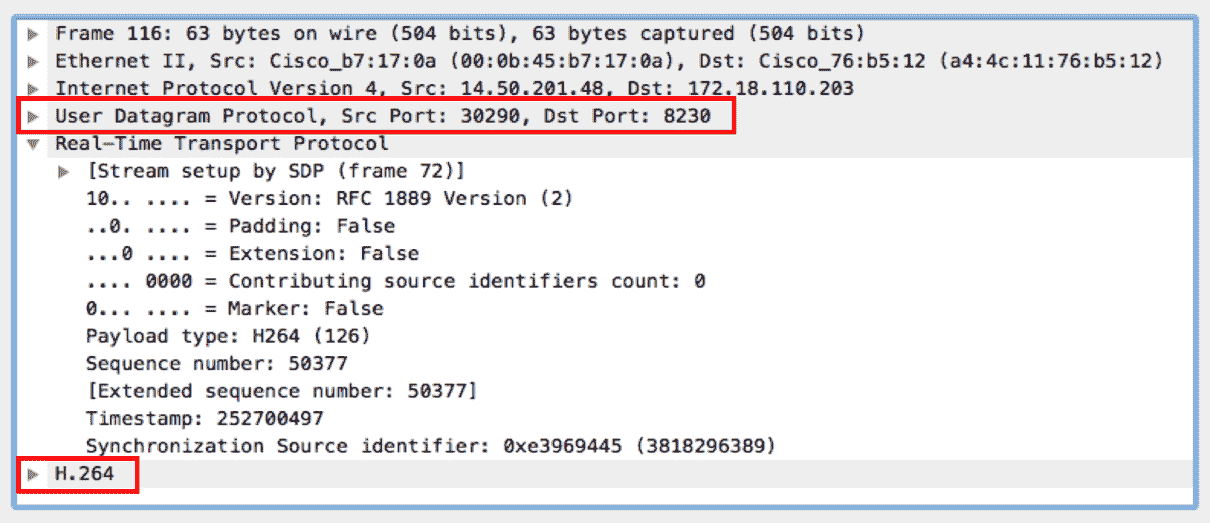 Frame 116: 63 bytes on wire (504 bits), 63 bytes captured (504 bits)
Ethernet II, Src: Cisco_b7:17:0a (00:0b:45:b7:17:0a), Dst: Cisco_76:b5:12 (a4:4c:11:76:b5:12)
Internet Protocol Version 4, Src: 14.50.201.48, Dst: 172.18.110.203
User Datagram Protocol, Src Port: 30290, Dst Port: 8230
Real-Time Transport Protocol
[Stream setup by SDP (frame 72)]
10.. .... = Version: RFC 1889 Version (2)
..0. .... = Padding: False
...0 .... = Extension: False
.... 0000 = Contributing source identifiers count: 0
0... .... = Marker: False
Payload type: H264 (126)
Sequence number: 50377
[Extended sequence number: 50377]
Timestamp: 252700497
Synchronization Source identifier: 0xe3969445 (3818296389)
H.264